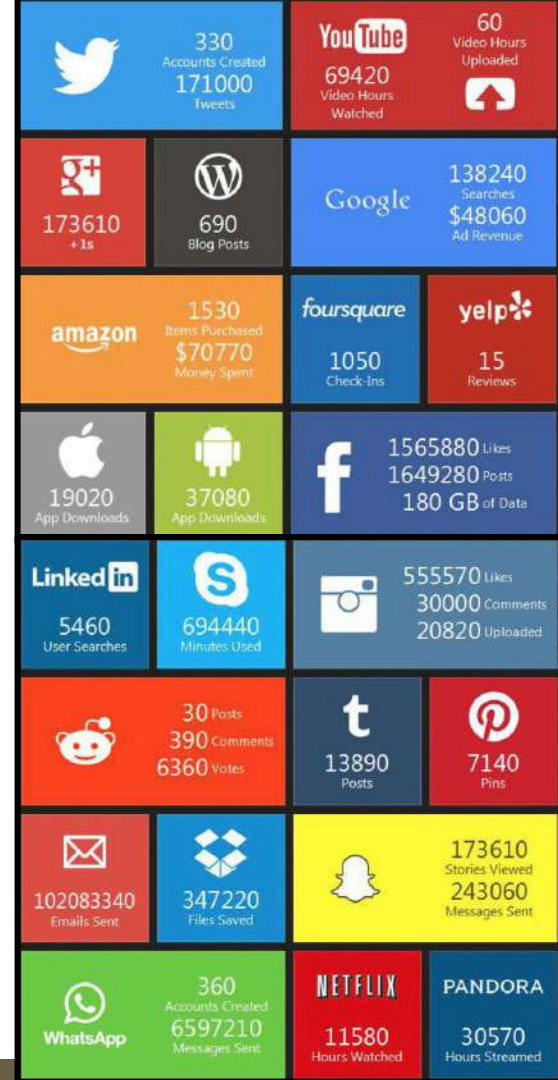 330
Accounts Created
171000
Tweets
YouTube
69420
Video Hours
Watched
60
Video Hours
Uploaded
g+
173610
+1s
690
Blog Posts
Google
138240
Searches
$48060
Ad Revenue
amazon
1530
Items Purchased
$70770
Money Spent
foursquare
1050
Check-Ins
yelp
15
Reviews
19020
App Downloads
37080
App Downloads
f
1565880 Likes
1649280 Posts
180 GB of Data
Linked in
5460
User Searches
S
694440
Minutes Used
555570 Likes
30000 Comments
20820 Uploaded
30 Posts
390 Comments
6360 Votes
t
13890
Posts
7140
Pins
102083340
Emails Sent
347220
Files Saved
173610
Stories Viewed
243060
Messages Sent
WhatsApp
360
Accounts Created
6597210
Messages Sent
NETFLIX
11580
Hours Watched
PANDORA
30570
Hours Streamed